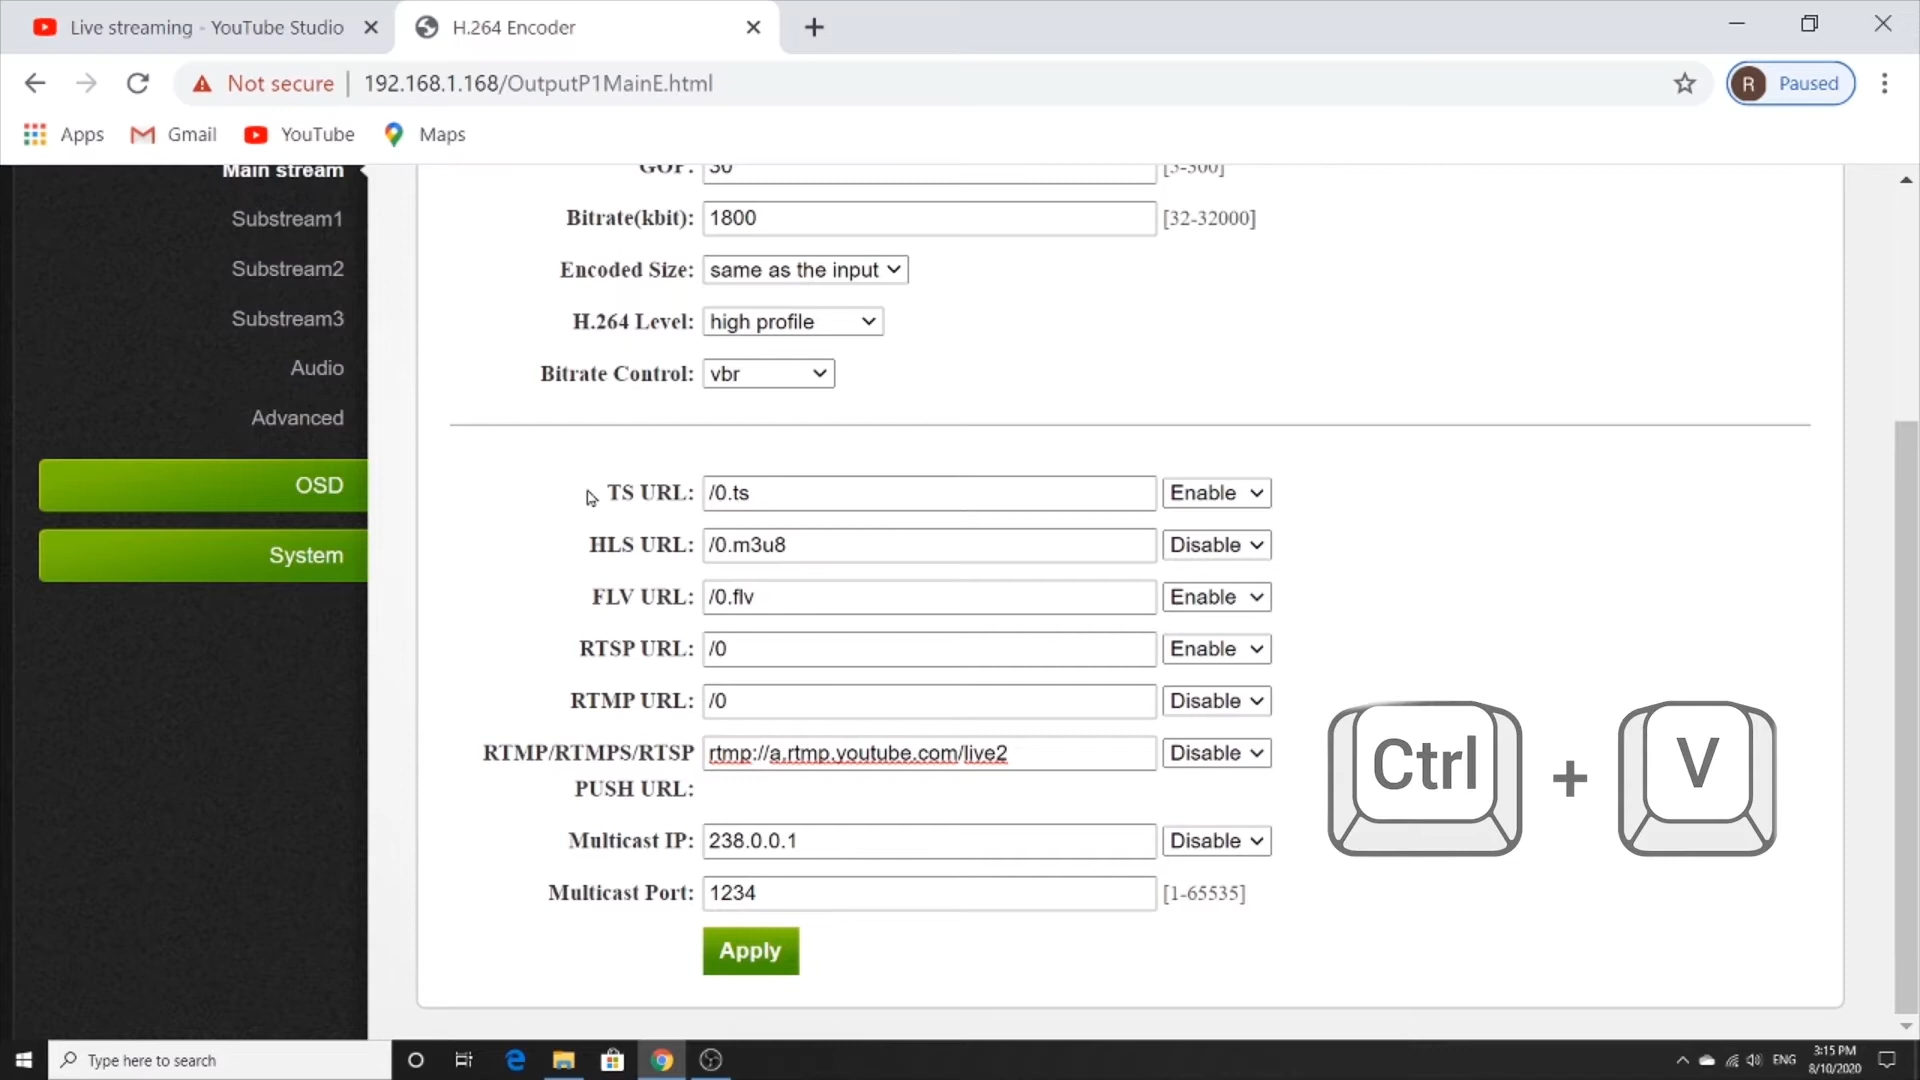 Live streaming - YouTube Studio
H.264 Encoder
Not secure | 192.168.1.168/OutputP1MainE.html
R Paused
Apps Gmail YouTube Maps
Main stream
Substream1
Substream2
Substream3
Audio
Advanced
OSD
System
GOP: 30 [5-300]
Bitrate(kbit): 1800 [32-32000]
Encoded Size: same as the input
H.264 Level: high profile
Bitrate Control: vbr
TS URL: /0.ts Enable
HLS URL: /0.m3u8 Disable
FLV URL: /0.flv Enable
RTSP URL: /0 Enable
RTMP URL: /0 Disable
RTMP/RTMPS/RTSP rtmp://a.rtmp.youtube.com/live2 Disable
PUSH URL:
Multicast IP: 238.0.0.1 Disable
Multicast Port: 1234 [1-65535]
Apply
Ctrl + V
Type here to search
ENG
3:15 PM
8/10/2020